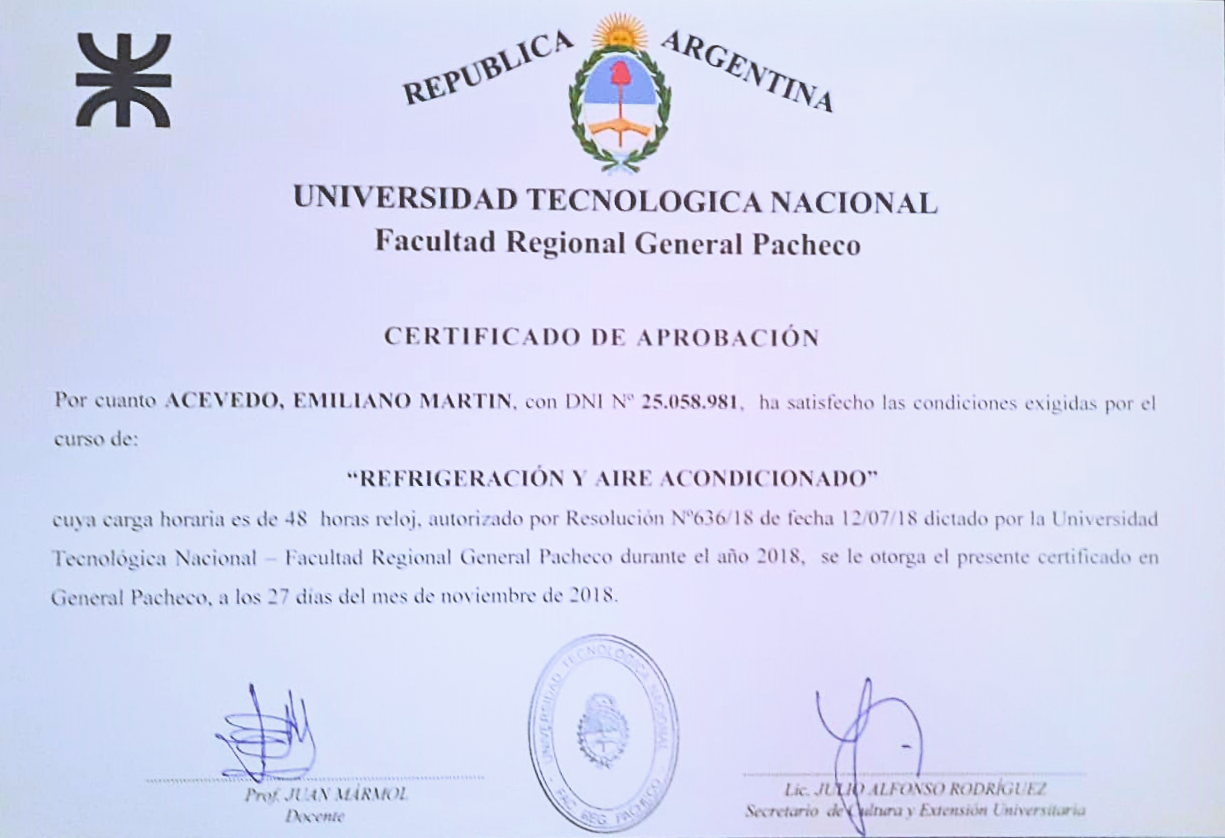 REPUBLICA ARGENTINA
UNIVERSIDAD TECNOLOGICA NACIONAL
Facultad Regional General Pacheco
CERTIFICADO DE APROBACIÓN
Por cuanto ACEVEDO, EMILIANO MARTIN, con DNI Nº 25.058.981, ha satisfecho las condiciones exigidas por el
curso de:
“REFRIGERACIÓN Y AIRE ACONDICIONADO”
cuya carga horaria es de 48 horas reloj, autorizado por Resolución Nº636/18 de fecha 12/07/18 dictado por la Universidad
Tecnológica Nacional – Facultad Regional General Pacheco durante el año 2018, se le otorga el presente certificado en
General Pacheco, a los 27 días del mes de noviembre de 2018.
UNIVERSIDAD TECNOLOGICA NACIONAL
FAC. REG. PACHECO
Prof. JUAN MÁRMOL
Docente
Lic. JULIO ALFONSO RODRÍGUEZ
Secretario de Cultura y Extensión Universitaria